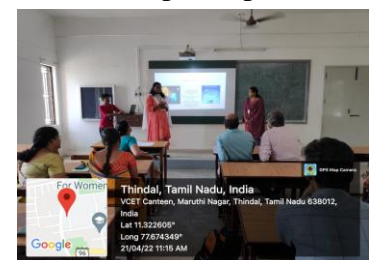 GPS Map Camera
For Women
Google
Thindal, Tamil Nadu, India
VCET Canteen, Maruthi Nagar, Thindal, Tamil Nadu 638012,
India
Lat 11.322605°
Long 77.674349°
21/04/22 11:15 AM